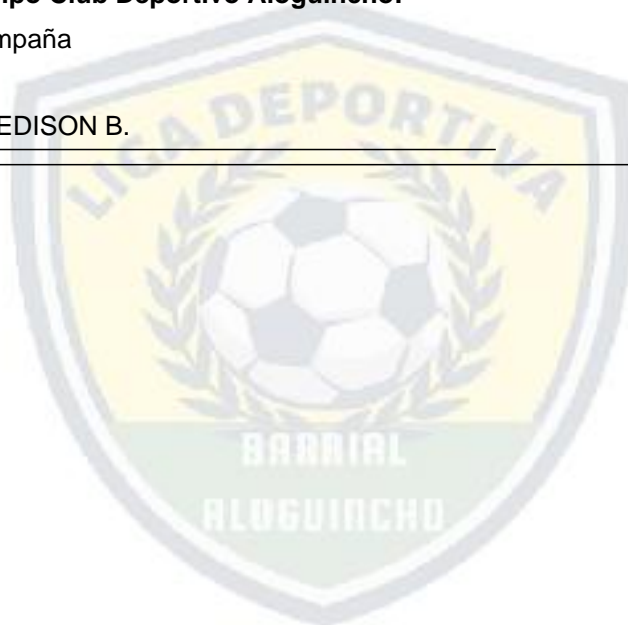 ipo Club Deportivo Aloguincho.
mpaña
EDISON B.
LIGA DEPORTIVA
BARRIAL
ALOGUINCHO